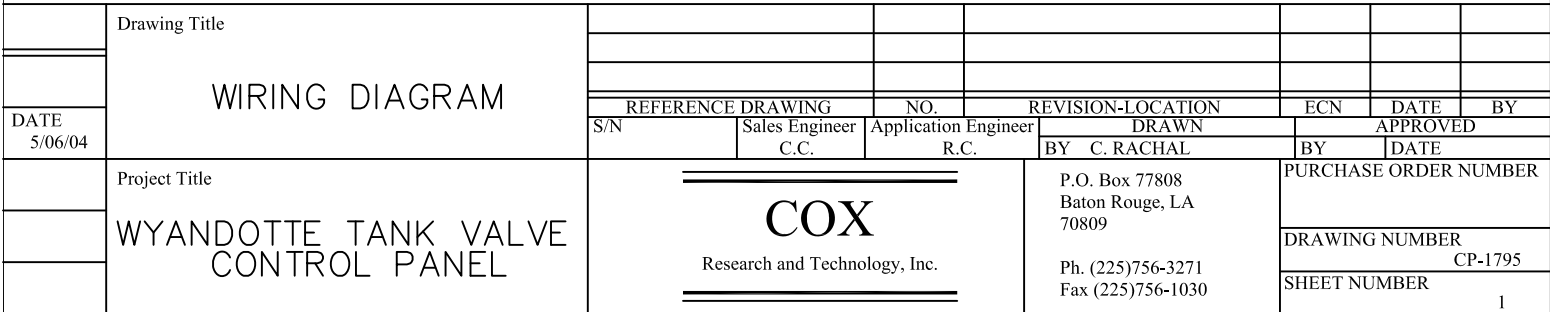 DATE
5/06/04
Drawing Title
WIRING DIAGRAM
REFERENCE DRAWING NO. REVISION-LOCATION ECN DATE BY
S/N Sales Engineer Application Engineer DRAWN APPROVED
C.C. R.C. BY C. RACHAL BY DATE
Project Title
WYANDOTTE TANK VALVE
CONTROL PANEL
COX
Research and Technology, Inc.
P.O. Box 77808
Baton Rouge, LA
70809
Ph. (225)756-3271
Fax (225)756-1030
PURCHASE ORDER NUMBER
DRAWING NUMBER
CP-1795
SHEET NUMBER
1